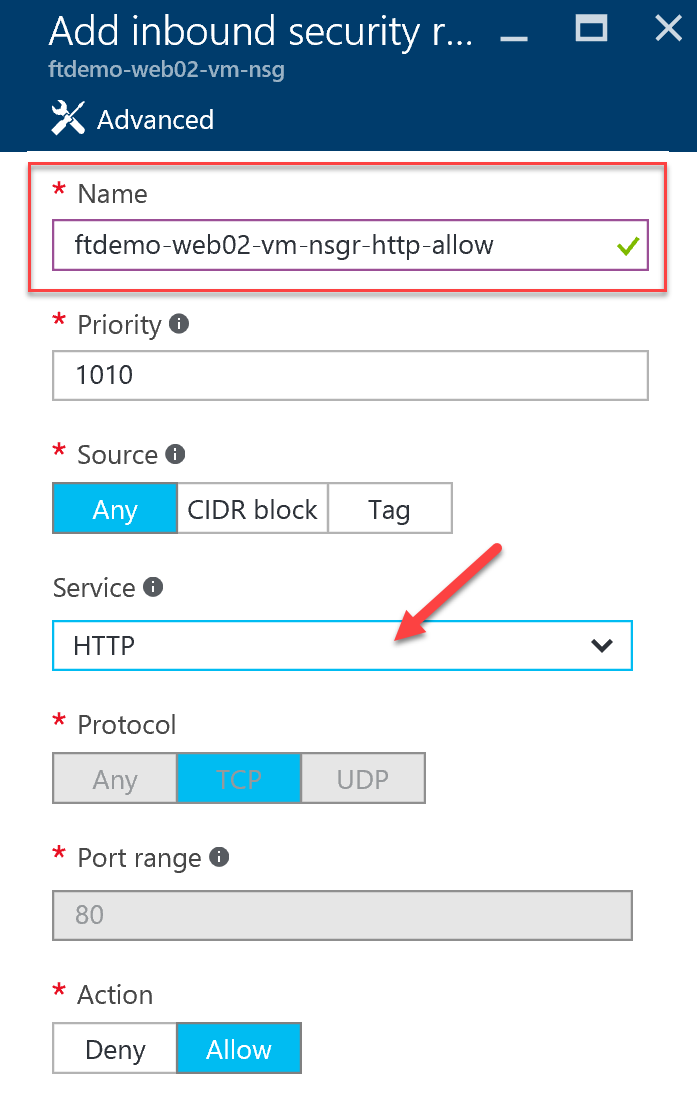 Add inbound security r...
ftdemo-web02-vm-nsg
Advanced
* Name
ftdemo-web02-vm-nsgr-http-allow
* Priority
1010
* Source
Any CIDR block Tag
Service
HTTP
* Protocol
Any TCP UDP
* Port range
80
* Action
Deny Allow